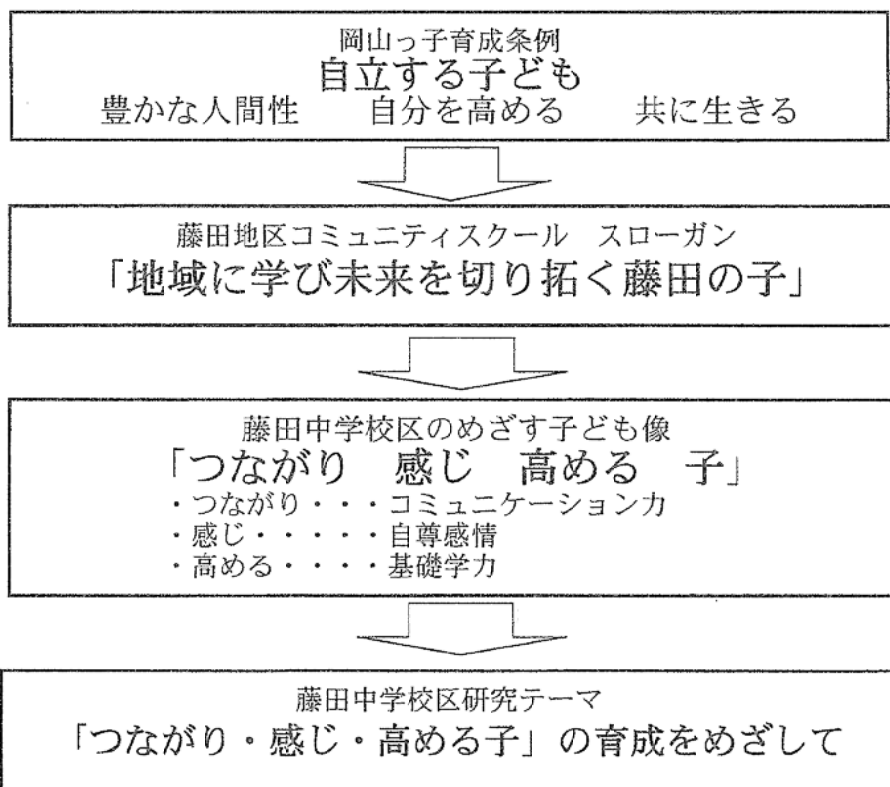 岡山っ子育成条例
自立する子ども
豊かな人間性　　自分を高める　　共に生きる
藤田地区コミュニティスクール　スローガン
「地域に学び未来を切り拓く藤田の子」
藤田中学校区のめざす子ども像
「つながり　感じ　高める　子」
・つながり・・・コミュニケーション力
・感じ・・・・・自尊感情
・高める・・・・基礎学力
藤田中学校区研究テーマ
「つながり・感じ・高める子」の育成をめざして